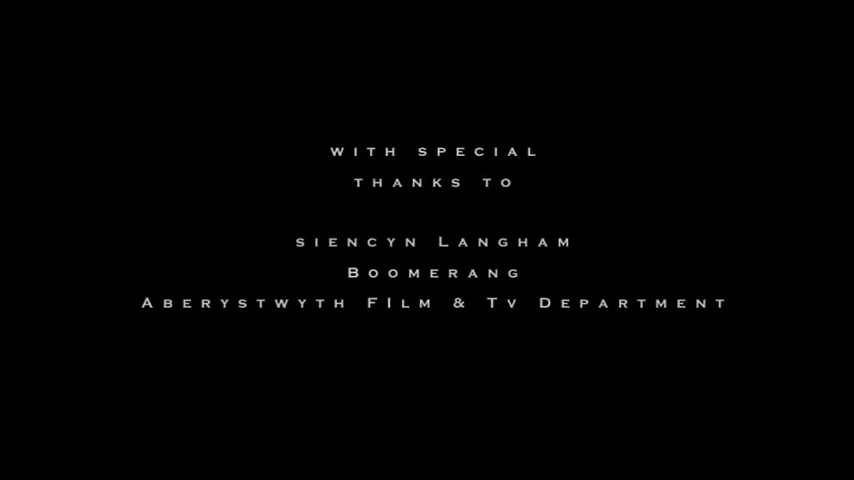 WITH SPECIAL
THANKS TO
SIENCYN LANGHAM
BOOMERANG
ABERYSTWYTH FILM & TV DEPARTMENT